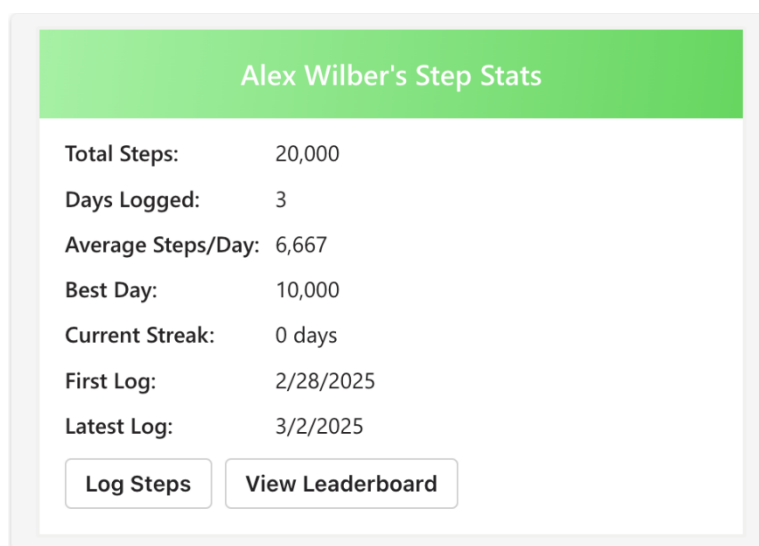 Alex Wilber's Step Stats
Total Steps: 20,000
Days Logged: 3
Average Steps/Day: 6,667
Best Day: 10,000
Current Streak: 0 days
First Log: 2/28/2025
Latest Log: 3/2/2025
Log Steps View Leaderboard